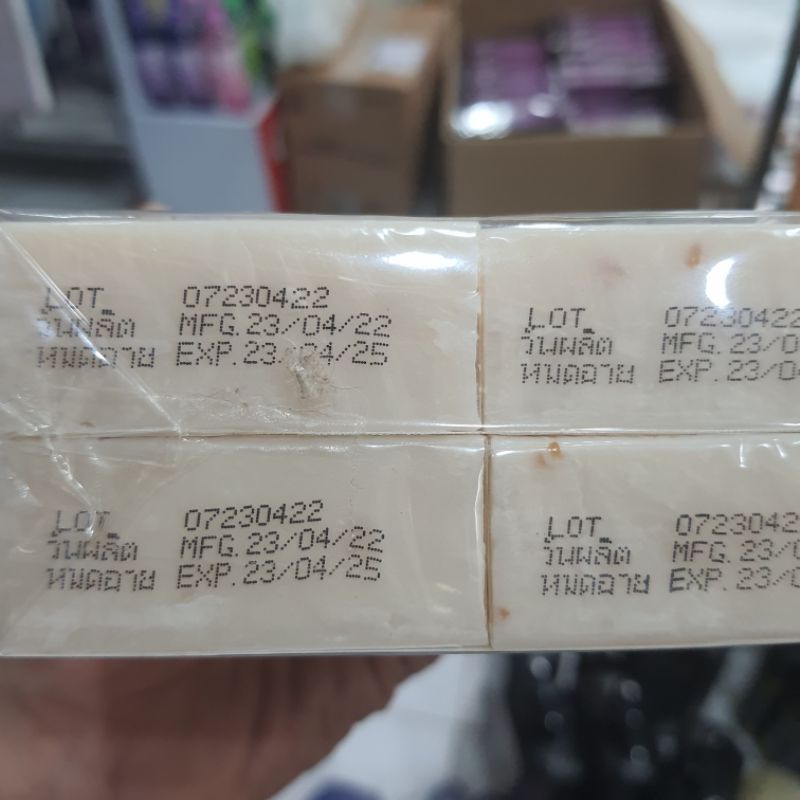 LOT 07230422
วันผลิต MFG. 23/04/22
หมดอายุ EXP. 23/04/25
LOT 07230422
วันผลิต MFG. 23/0
หมดอายุ EXP. 23/04
LOT 07230422
วันผลิต MFG. 23/04/22
หมดอายุ EXP. 23/04/25
LOT 0723042
วันผลิต MFG. 23/0
หมดอายุ EXP. 23/0